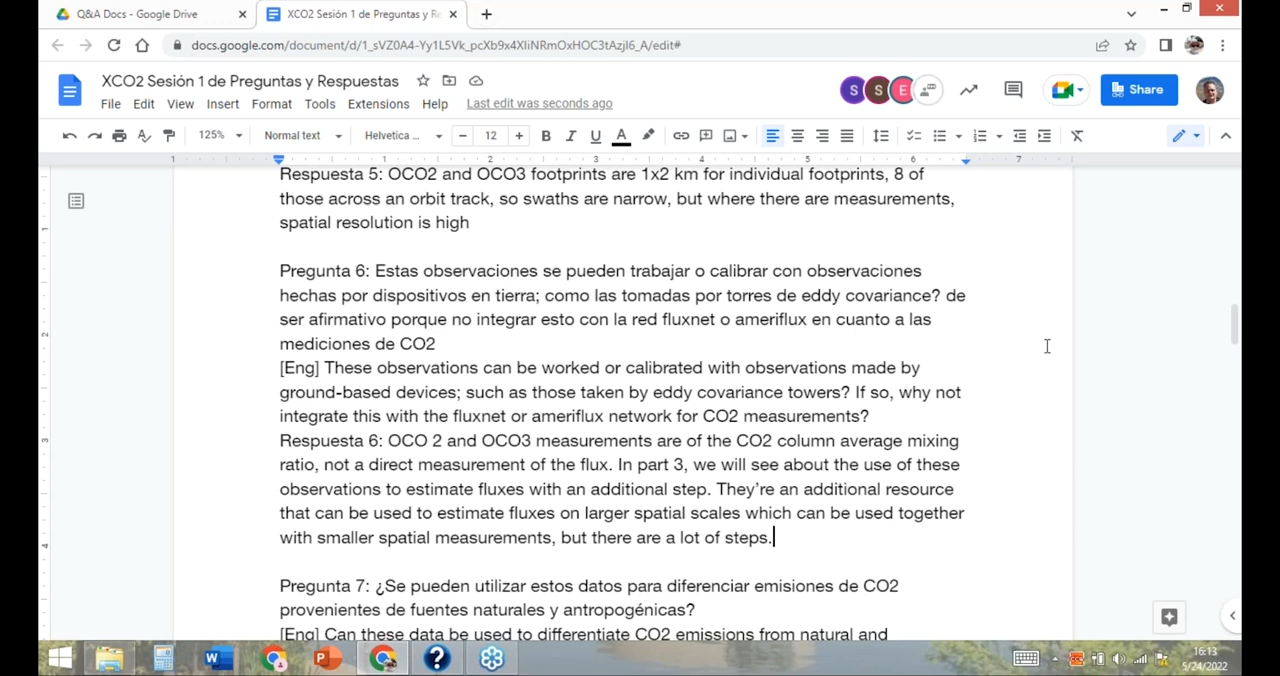 Q&A Docs - Google Drive
XCO2 Sesión 1 de Preguntas y Re
docs.google.com/document/d/1_sVZ0A4-Yy1L5Vk_pcXb9x4XliNRmOxHOC3tAzjI6_A/edit#
XCO2 Sesión 1 de Preguntas y Respuestas
S S E
Share
File Edit View Insert Format Tools Extensions Help Last edit was seconds ago
125% Normal text Helvetica ... 12 B I U A
1 1 2 3 4 5 6 7
Respuesta 5: OCO2 and OCO3 footprints are 1x2 km for individual footprints, 8 of
those across an orbit track, so swaths are narrow, but where there are measurements,
spatial resolution is high
Pregunta 6: Estas observaciones se pueden trabajar o calibrar con observaciones
hechas por dispositivos en tierra; como las tomadas por torres de eddy covariance? de
ser afirmativo porque no integrar esto con la red fluxnet o ameriflux en cuanto a las
mediciones de CO2
[Eng] These observations can be worked or calibrated with observations made by
ground-based devices; such as those taken by eddy covariance towers? If so, why not
integrate this with the fluxnet or ameriflux network for CO2 measurements?
Respuesta 6: OCO 2 and OCO3 measurements are of the CO2 column average mixing
ratio, not a direct measurement of the flux. In part 3, we will see about the use of these
observations to estimate fluxes with an additional step. They're an additional resource
that can be used to estimate fluxes on larger spatial scales which can be used together
with smaller spatial measurements, but there are a lot of steps.
Pregunta 7: ¿Se pueden utilizar estos datos para diferenciar emisiones de CO2
provenientes de fuentes naturales y antropogénicas?
[Eng] Can these data be used to differentiate CO2 emissions from natural and
16:13
5/24/2022